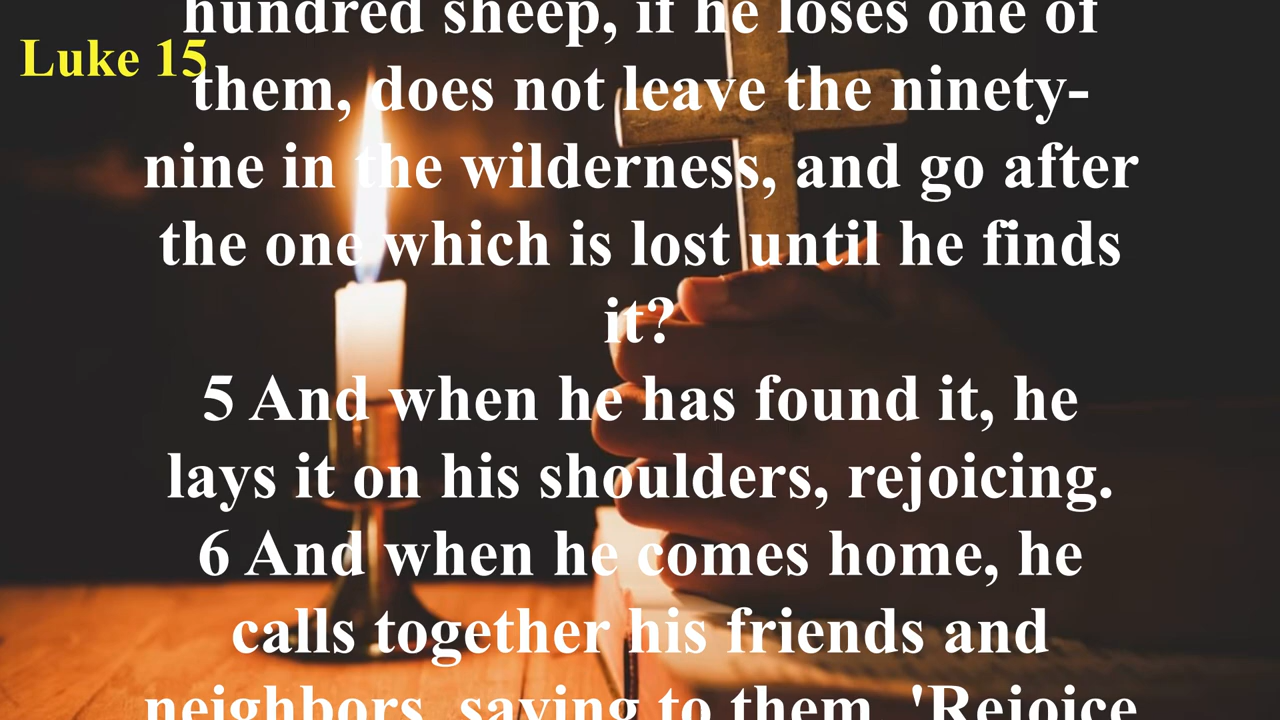 Luke 15
hundred sheep, if he loses one of
them, does not leave the ninety-
nine in the wilderness, and go after
the one which is lost until he finds
it?
5 And when he has found it, he
lays it on his shoulders, rejoicing.
6 And when he comes home, he
calls together his friends and
neighbors, saying to them, 'Rejoice